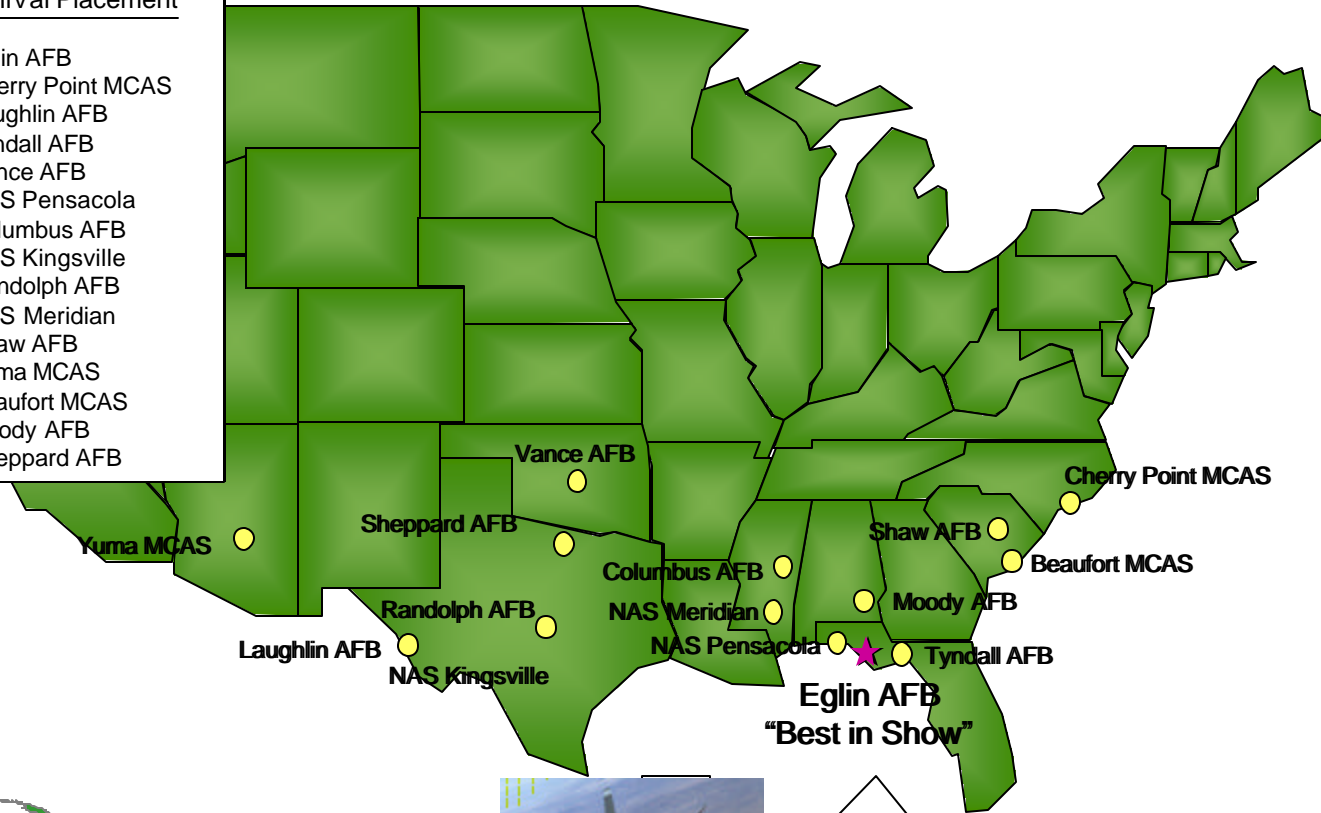 Placement
in AFB
erry Point MCAS
ughlin AFB
ndall AFB
nce AFB
S Pensacola
lumbus AFB
S Kingsville
ndolph AFB
S Meridian
aw AFB
ma MCAS
aufort MCAS
ody AFB
eppard AFB
Vance AFB
Cherry Point MCAS
Sheppard AFB
Shaw AFB
Yuma MCAS
Columbus AFB
Beaufort MCAS
Randolph AFB
NAS Meridian
Moody AFB
Laughlin AFB
NAS Pensacola
Tyndall AFB
NAS Kingsville
Eglin AFB
“Best in Show”